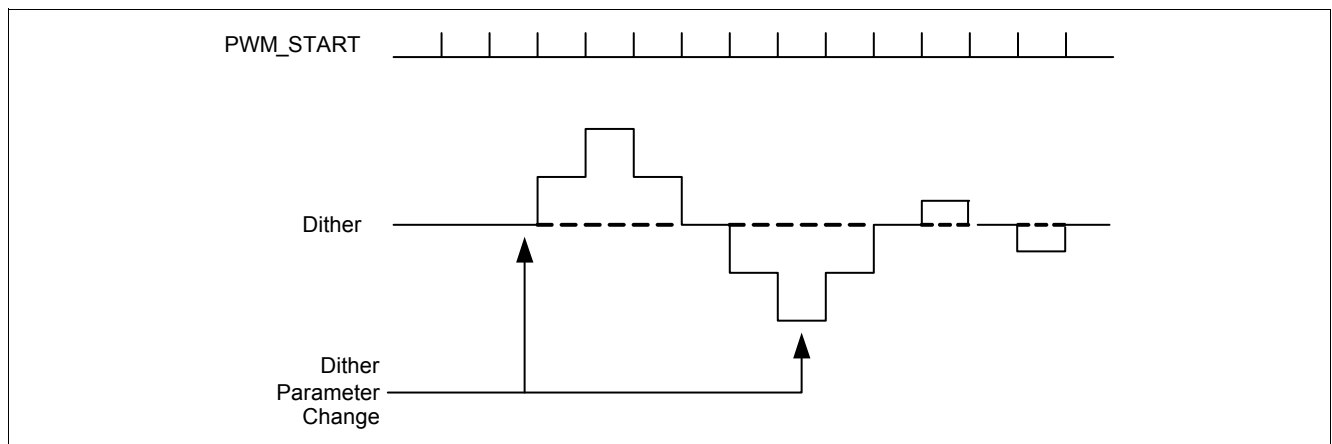 PWM_START
Dither
Dither
Parameter
Change